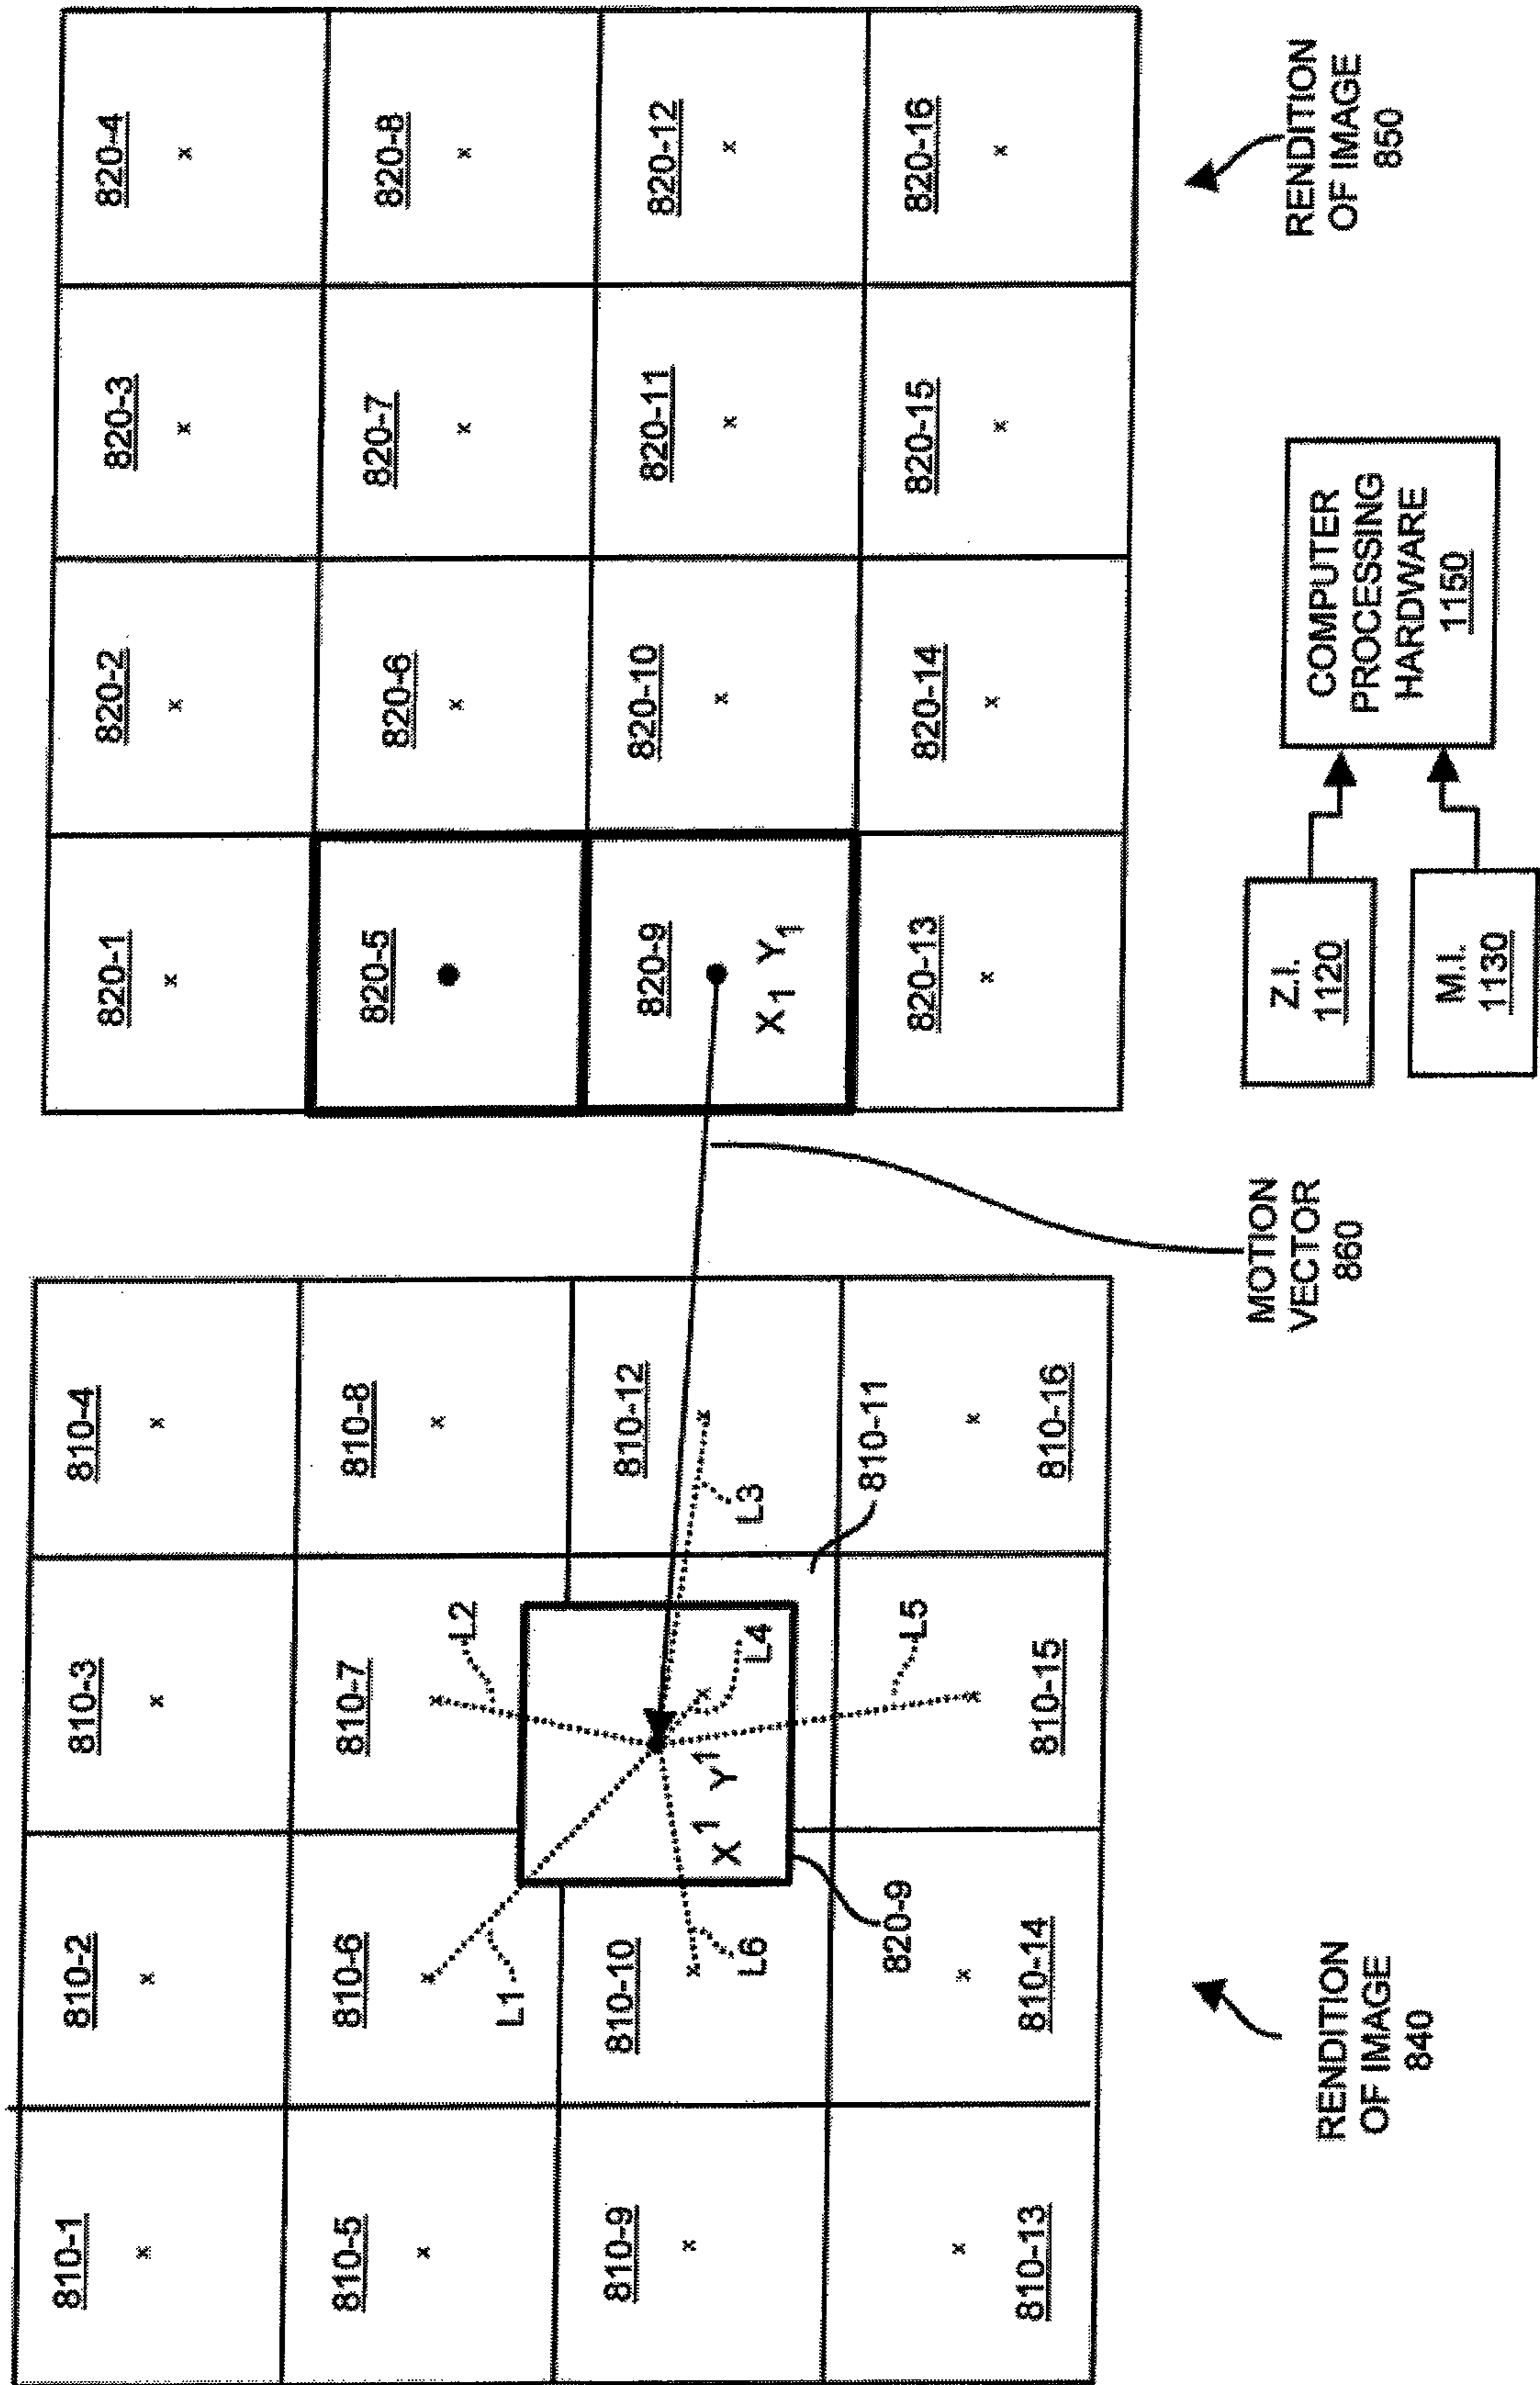 810-1
810-2
810-3
810-4
810-5
810-6
810-7
810-8
L1
L2
810-9
810-10
810-12
X¹ Y¹
L3
L4
L6
820-9
810-11
L5
810-13
810-14
810-15
810-16
RENDITION
OF IMAGE
840
MOTION
VECTOR
860
820-1
820-2
820-3
820-4
820-5
820-6
820-7
820-8
820-9
820-10
820-11
820-12
X₁ Y₁
820-13
820-14
820-15
820-16
Z.I.
1120
M.I.
1130
COMPUTER
PROCESSING
HARDWARE
1150
RENDITION
OF IMAGE
850